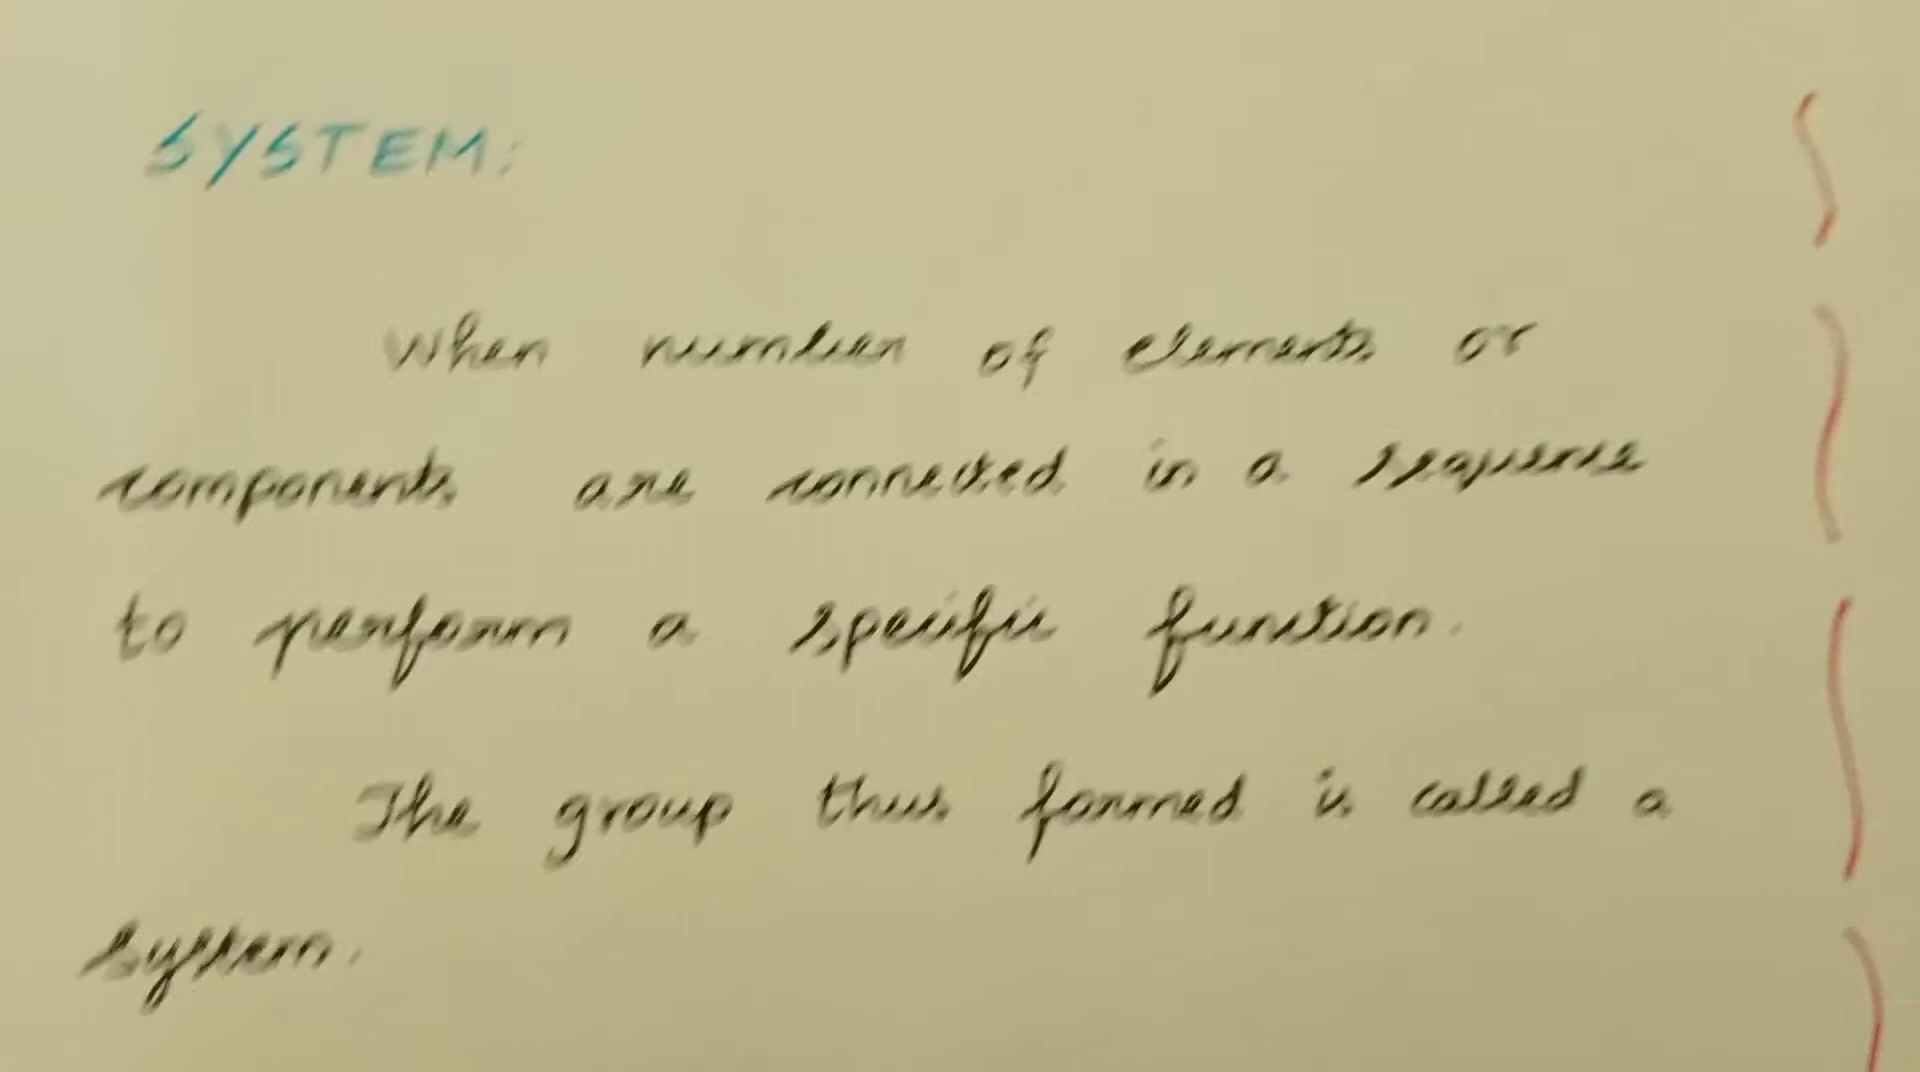 SYSTEM:
When number of elements or
components are connected in a sequence
to perform a specific function.
The group thus formed is called a
system.